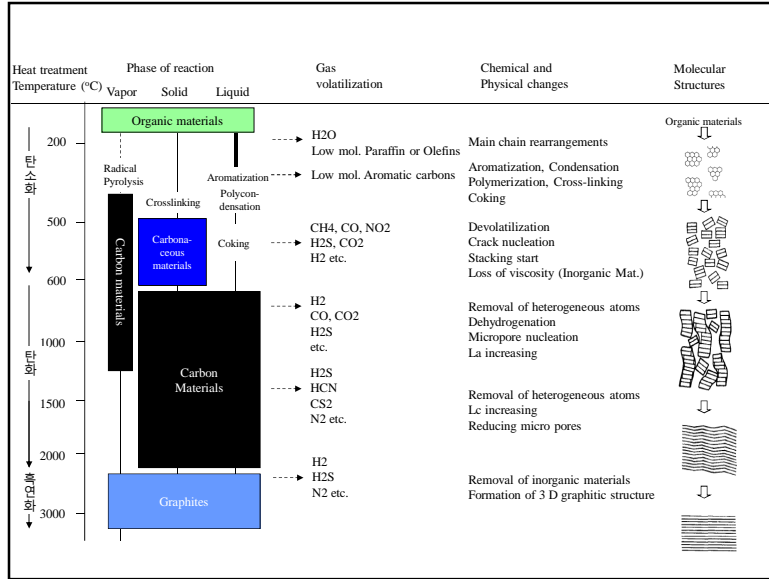 Heat treatment
Temperature (°C)
Phase of reaction
Vapor Solid Liquid
Gas
volatilization
Chemical and
Physical changes
Molecular
Structures
탄소화
탄화
흑연화
200
500
600
1000
1500
2000
3000
Organic materials
Radical
Pyrolysis
Crosslinking
Aromatization
Polycon-
densation
Coking
Carbon materials
Carbona-
ceous
materials
Carbon
Materials
Graphites
H2O
Low mol. Paraffin or Olefins
Low mol. Aromatic carbons
CH4, CO, NO2
H2S, CO2
H2 etc.
H2
CO, CO2
H2S
etc.
H2S
HCN
CS2
N2 etc.
H2
H2S
N2 etc.
Main chain rearrangements
Aromatization, Condensation
Polymerization, Cross-linking
Coking
Devolatilization
Crack nucleation
Stacking start
Loss of viscosity (Inorganic Mat.)
Removal of heterogeneous atoms
Dehydrogenation
Micropore nucleation
La increasing
Removal of heterogeneous atoms
Lc increasing
Reducing micro pores
Removal of inorganic materials
Formation of 3 D graphitic structure
Organic materials